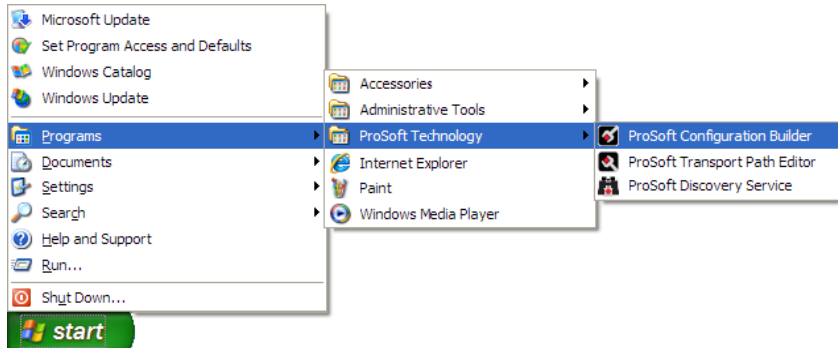 Microsoft Update
Set Program Access and Defaults
Windows Catalog
Windows Update
Programs
Documents
Settings
Search
Help and Support
Run...
Shut Down...
start
Accessories
Administrative Tools
ProSoft Technology
Internet Explorer
Paint
Windows Media Player
ProSoft Configuration Builder
ProSoft Transport Path Editor
ProSoft Discovery Service